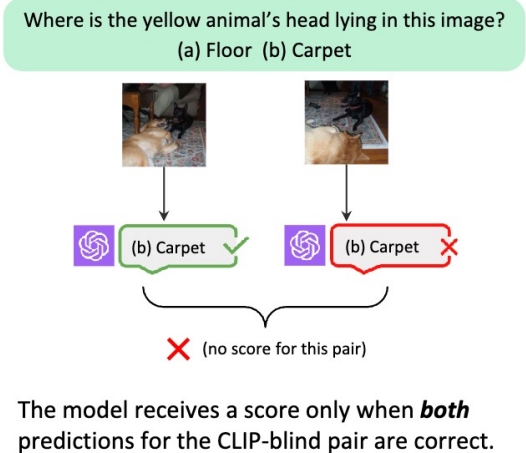 Where is the yellow animal's head lying in this image?
(a) Floor (b) Carpet
(b) Carpet
(b) Carpet
(no score for this pair)
The model receives a score only when both
predictions for the CLIP-blind pair are correct.